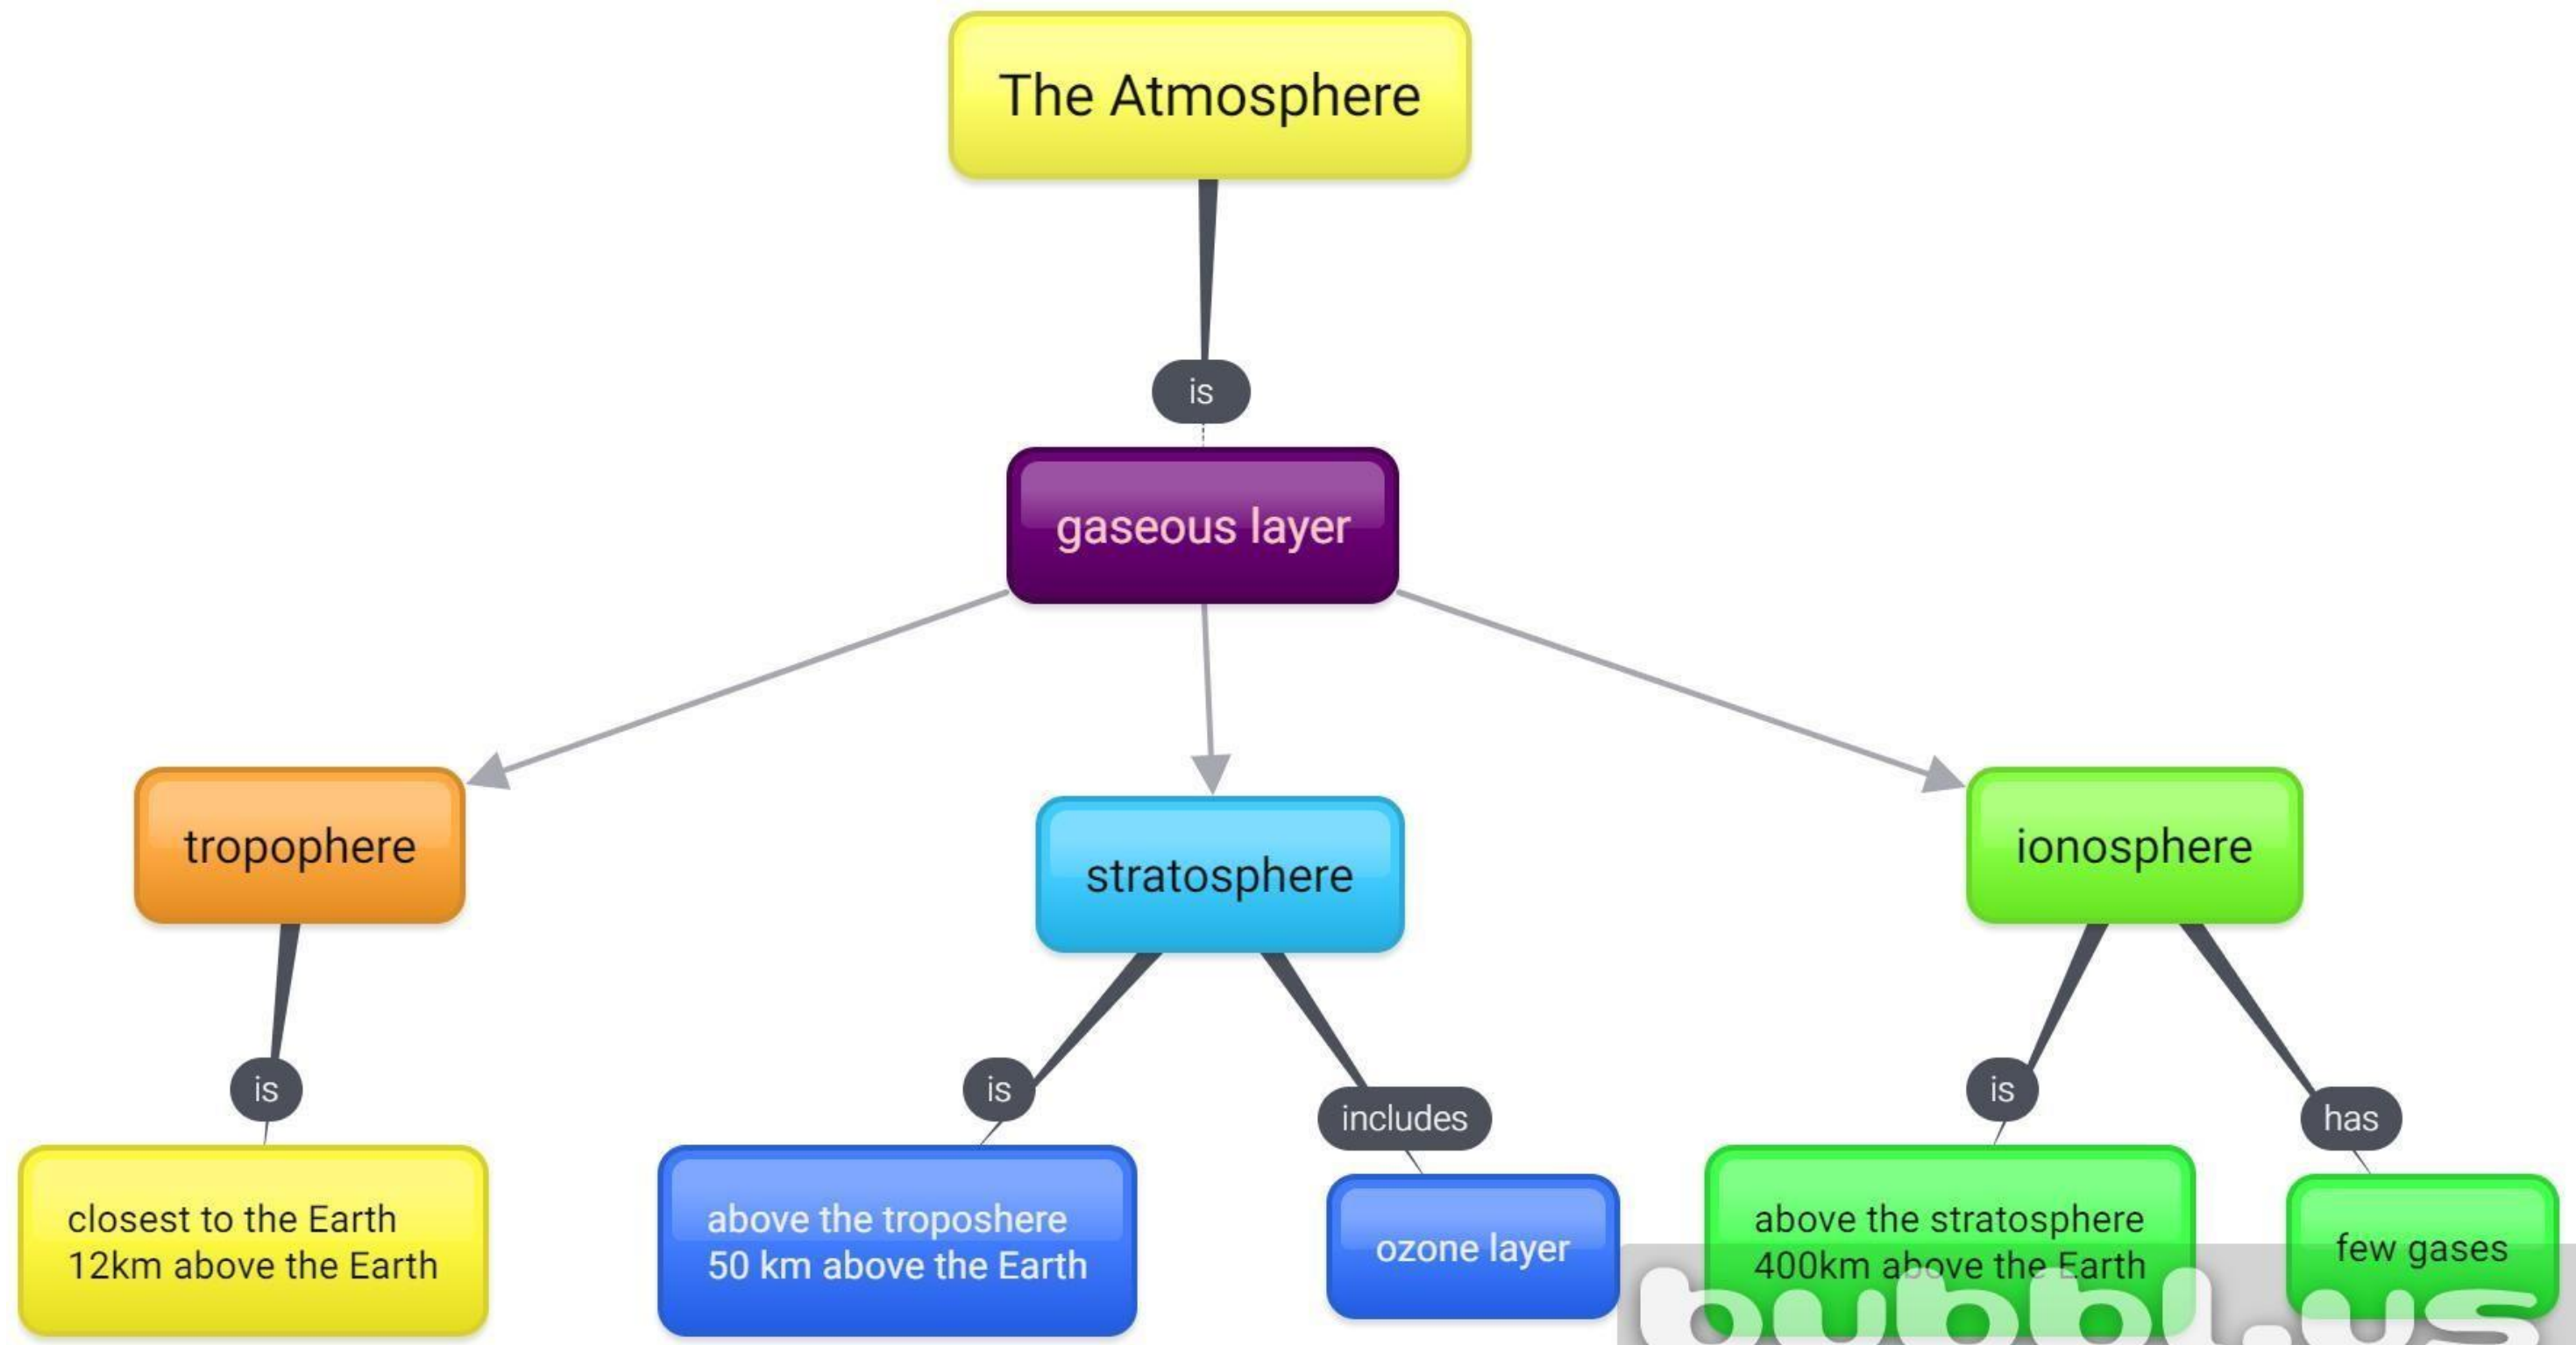 The Atmosphere
is
gaseous layer
tropophere
stratosphere
ionosphere
is
is
includes
is
has
closest to the Earth
12km above the Earth
above the troposhere
50 km above the Earth
ozone layer
above the stratosphere
400km above the Earth
few gases
bubbl.us